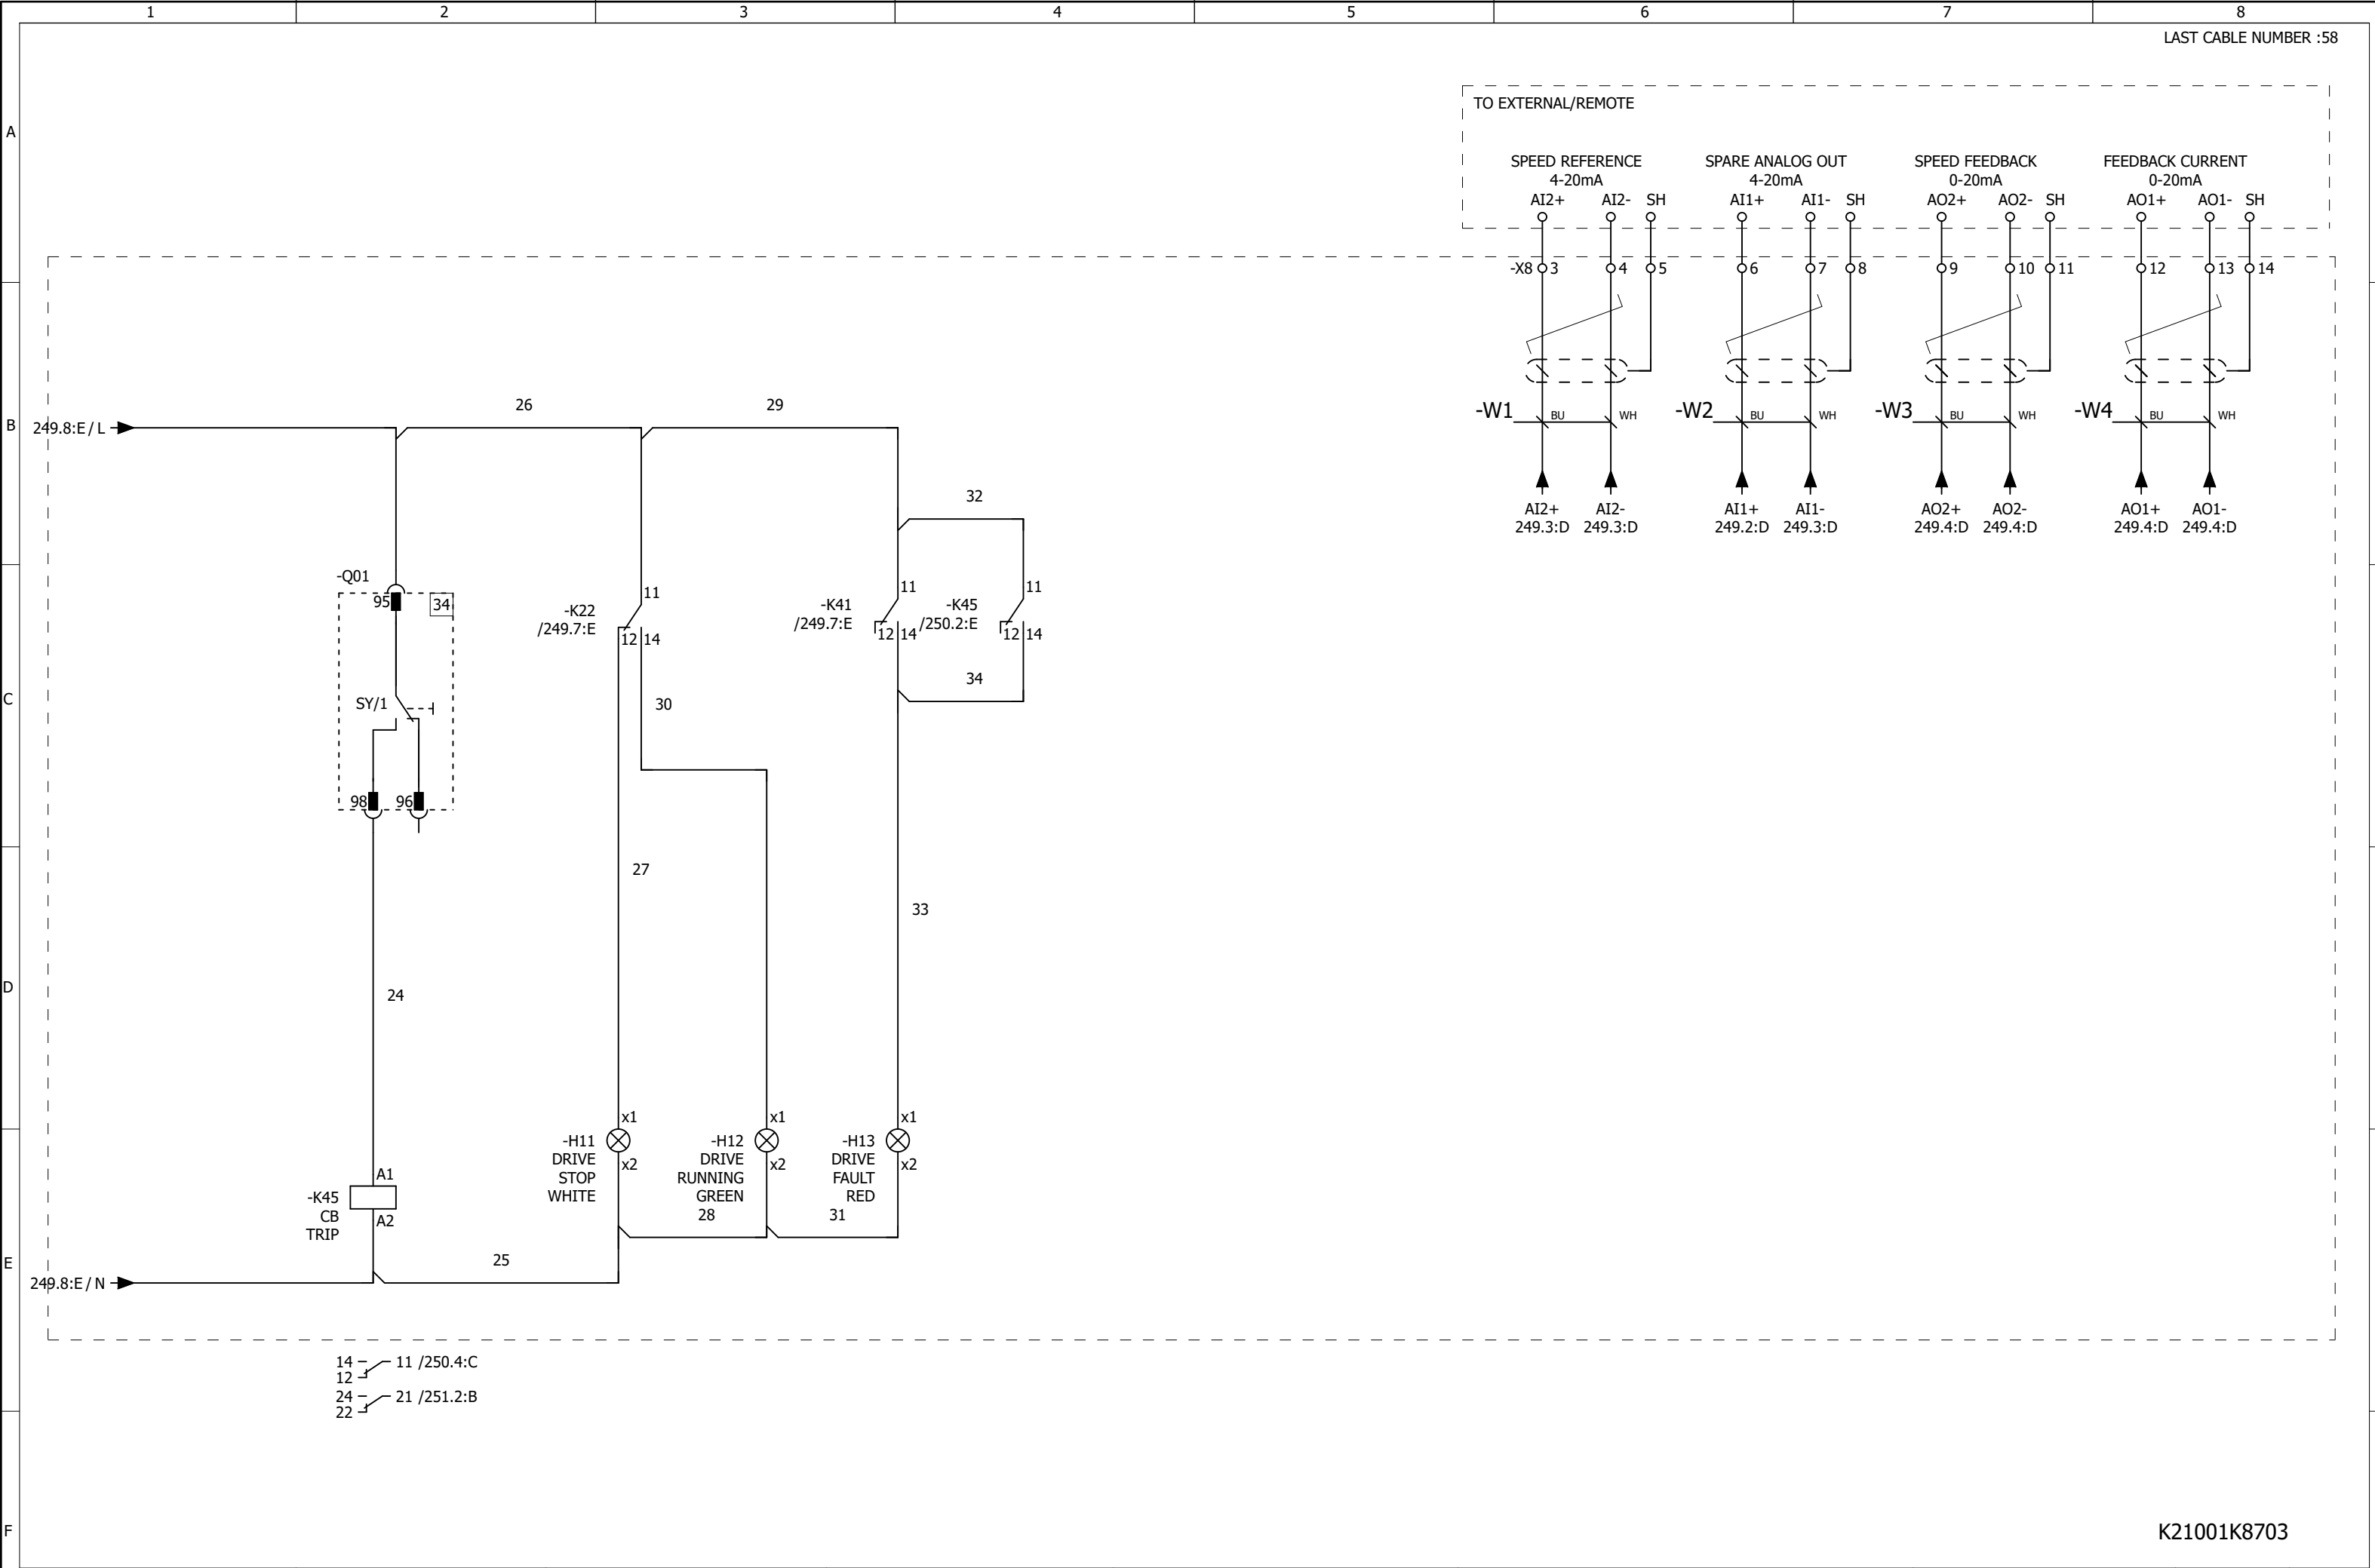 1 2 3 4 5 6 7 8
LAST CABLE NUMBER :58
TO EXTERNAL/REMOTE
A
SPEED REFERENCE SPARE ANALOG OUT SPEED FEEDBACK FEEDBACK CURRENT
4-20mA 4-20mA 0-20mA 0-20mA
AI2+ AI2- SH AI1+ AI1- SH AO2+ AO2- SH AO1+ AO1- SH
-X8 3 4 5 6 7 8 9 10 11 12 13 14
26 29
-W1 BU WH -W2 BU WH -W3 BU WH -W4 BU WH
B
249.8:E / L
32
AI2+ AI2- AI1+ AI1- AO2+ AO2- AO1+ AO1-
249.3:D 249.3:D 249.2:D 249.3:D 249.4:D 249.4:D 249.4:D 249.4:D
-Q01
11 11 11
95 34
-K22 -K41 -K45
/249.7:E /249.7:E /250.2:E
12 14 12 14 12 14
34
C
SY/1 30
98 96
27
33
D
24
x1 x1 x1
-H11 -H12 -H13
DRIVE DRIVE DRIVE
x2 x2 x2
STOP RUNNING FAULT
WHITE GREEN RED
A1
-K45
28 31
CB A2
TRIP
25
E
249.8:E / N
14 11 /250.4:C
12
24 21 /251.2:B
22
F
K21001K8703